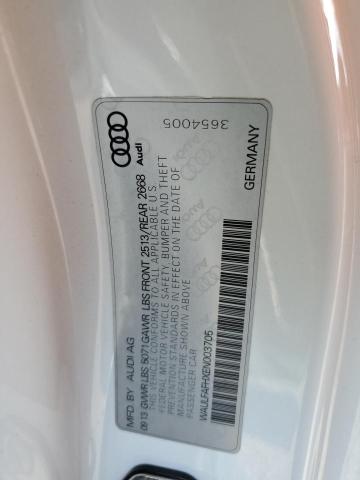 Audi
3654005
MFD. BY AUDI AG
GERMANY
09 13 GVWR LBS 5071 GAWR LBS FRONT 2513/REAR 2668
THIS VEHICLE CONFORMS TO ALL APPLICABLE U.S.
FEDERAL MOTOR VEHICLE SAFETY, BUMPER AND THEFT
PREVENTION STANDARDS IN EFFECT ON THE DATE OF
MANUFACTURE SHOWN ABOVE
PASSENGER CAR
WAULFAFHXEN003705